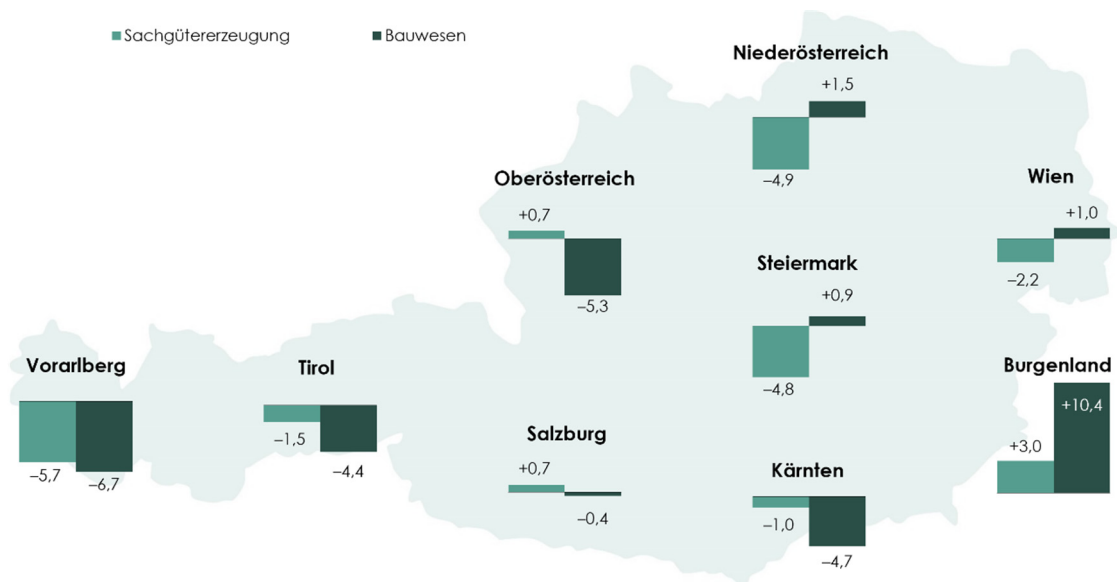 Sachgütererzeugung
Bauwesen
Niederösterreich
+1,5
–4,9
Oberösterreich
+0,7
–5,3
Wien
+1,0
–2,2
Steiermark
+0,9
–4,8
Vorarlberg
–5,7
–6,7
Tirol
–1,5
–4,4
Burgenland
+10,4
+3,0
Salzburg
+0,7
–0,4
Kärnten
–1,0
–4,7